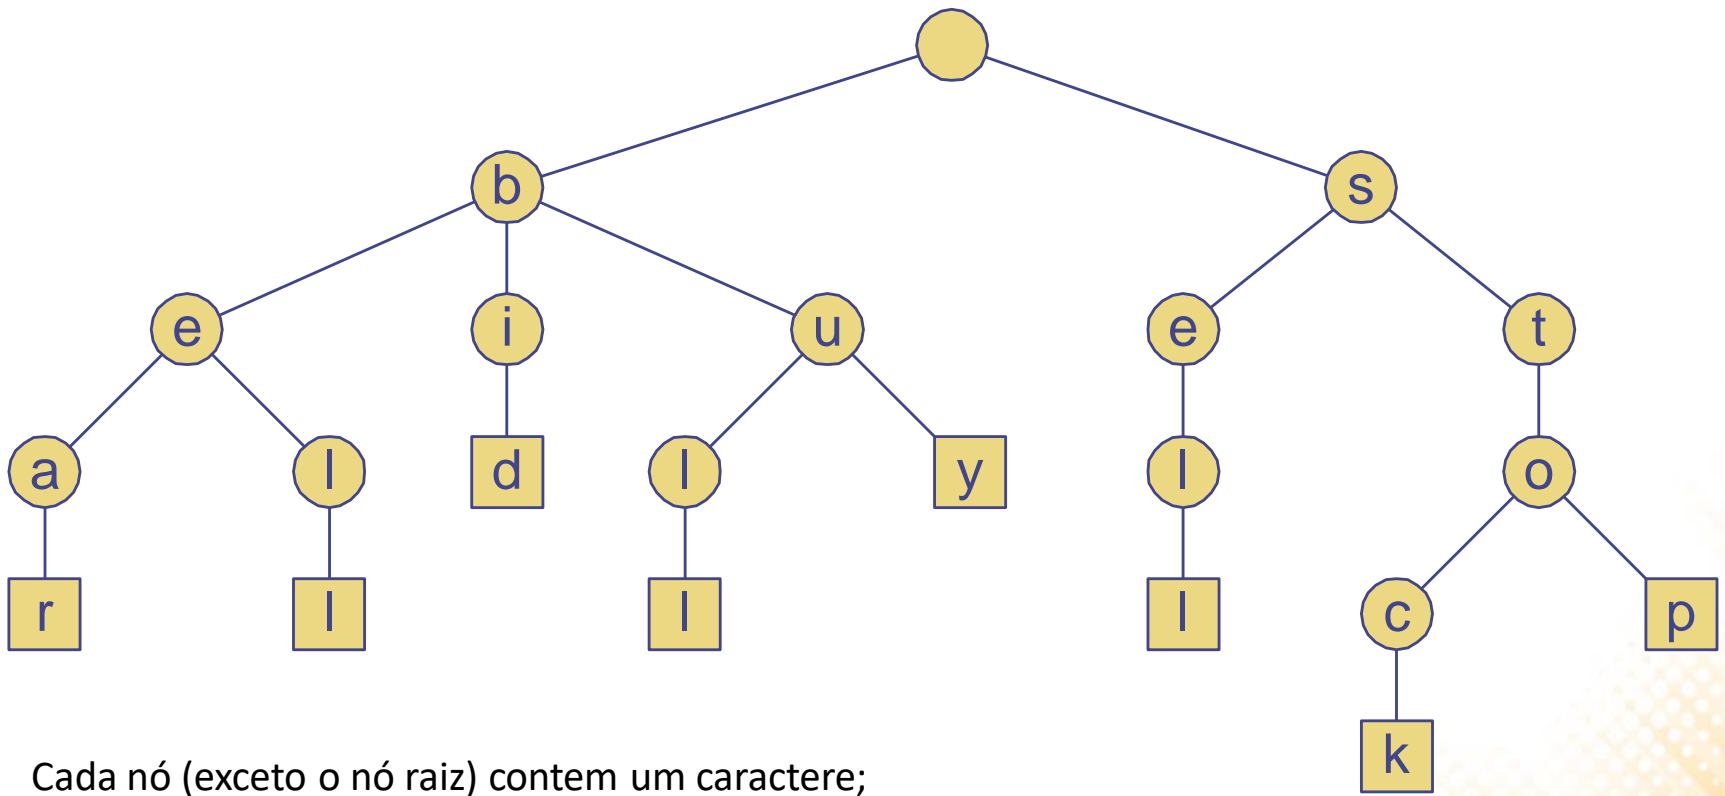 b s
e i u e t
a l d l y l o
r l l l c p
k
Cada nó (exceto o nó raiz) contem um caractere;